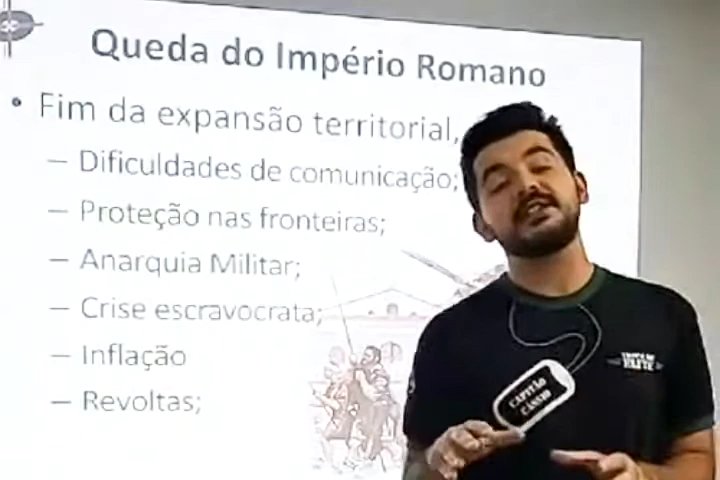 Queda do Império Romano
• Fim da expansão territorial,
– Dificuldades de comunicação;
– Proteção nas fronteiras;
– Anarquia Militar;
– Crise escravocrata;
– Inflação
– Revoltas;
CAPITÃO
CÁSSIO